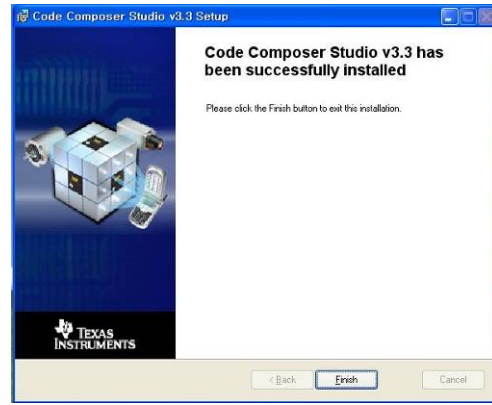 Code Composer Studio v3.3 Setup
Code Composer Studio v3.3 has
been successfully installed
Please click the Finish button to exit this installation.
TEXAS
INSTRUMENTS
< Back
Finish
Cancel